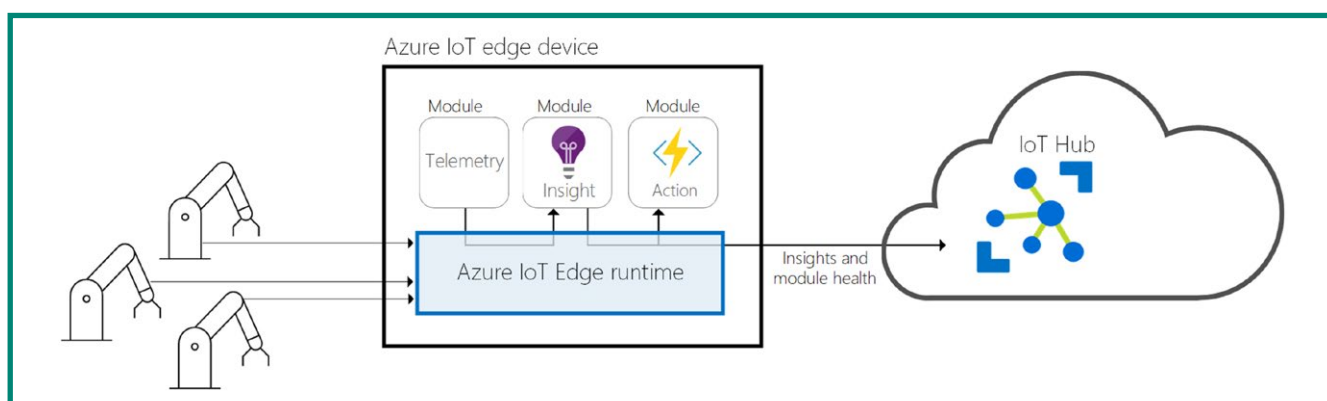 Azure IoT edge device
Module
Module
Module
Telemetry
Insight
Action
Azure IoT Edge runtime
Insights and
module health
IoT Hub